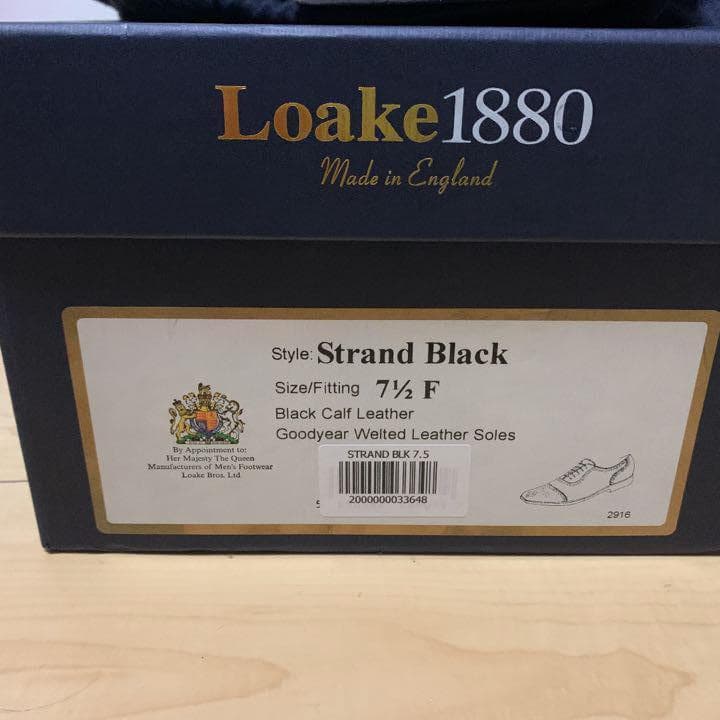 Loake1880
Made in England
Style: Strand Black
Size/Fitting 7½ F
Black Calf Leather
Goodyear Welted Leather Soles
By Appointment to:
Her Majesty The Queen
Manufacturers of Men's Footwear
Loake Bros. Ltd
STRAND BLK 7.5
2000000033648
5
2916